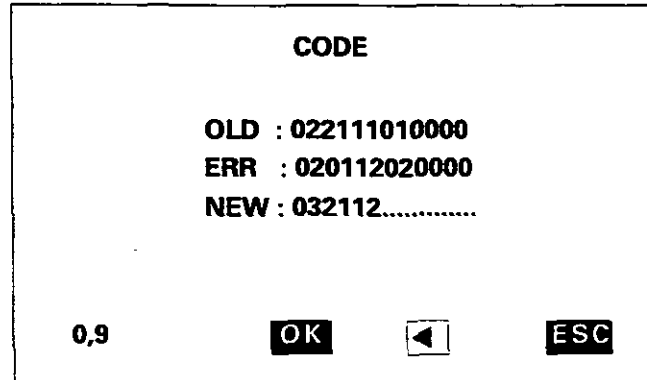 CODE
OLD : 022111010000
ERR : 020112020000
NEW : 032112.............
0,9 OK ◀ ESC